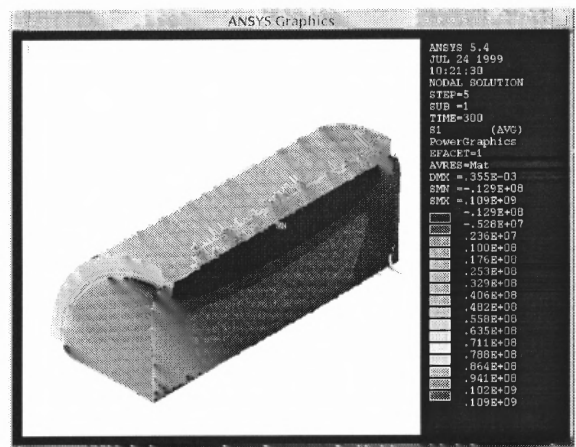 ANSYS Graphics
ANSYS 5.4
JUL 24 1999
10:21:30
NODAL SOLUTION
STEP=5
SUB =1
TIME=300
S1 (AVG)
PowerGraphics
EFACET=1
AVRES=Mat
DMX =.355E-03
SMN =-.129E+08
SMX =.109E+09
-.129E+08
-.528E+07
.236E+07
.100E+08
.176E+08
.253E+08
.329E+08
.406E+08
.482E+08
.558E+08
.635E+08
.711E+08
.788E+08
.864E+08
.941E+08
.102E+09
.109E+09
MN